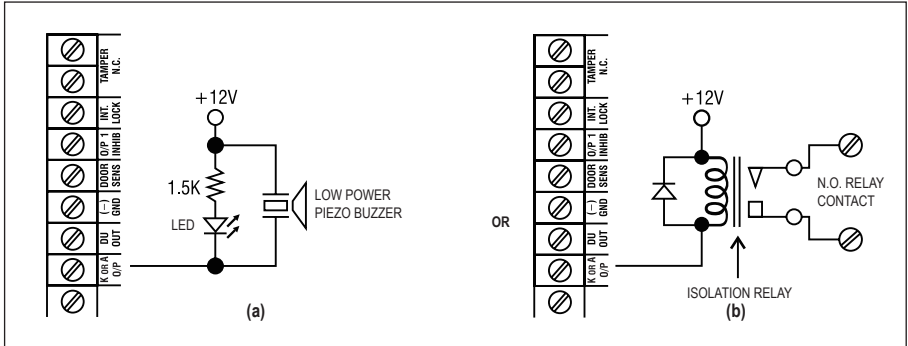 TAMPER
N.C.
INT.
LOCK
O/P 1
INHIB
DOOR
SENS
(–)
GND
DU
OUT
K OR A
O/P
+12V
1.5K
LED
LOW POWER
PIEZO BUZZER
(a)
OR
TAMPER
N.C.
INT.
LOCK
O/P 1
INHIB
DOOR
SENS
(–)
GND
DU
OUT
K OR A
O/P
+12V
N.O. RELAY
CONTACT
ISOLATION RELAY
(b)